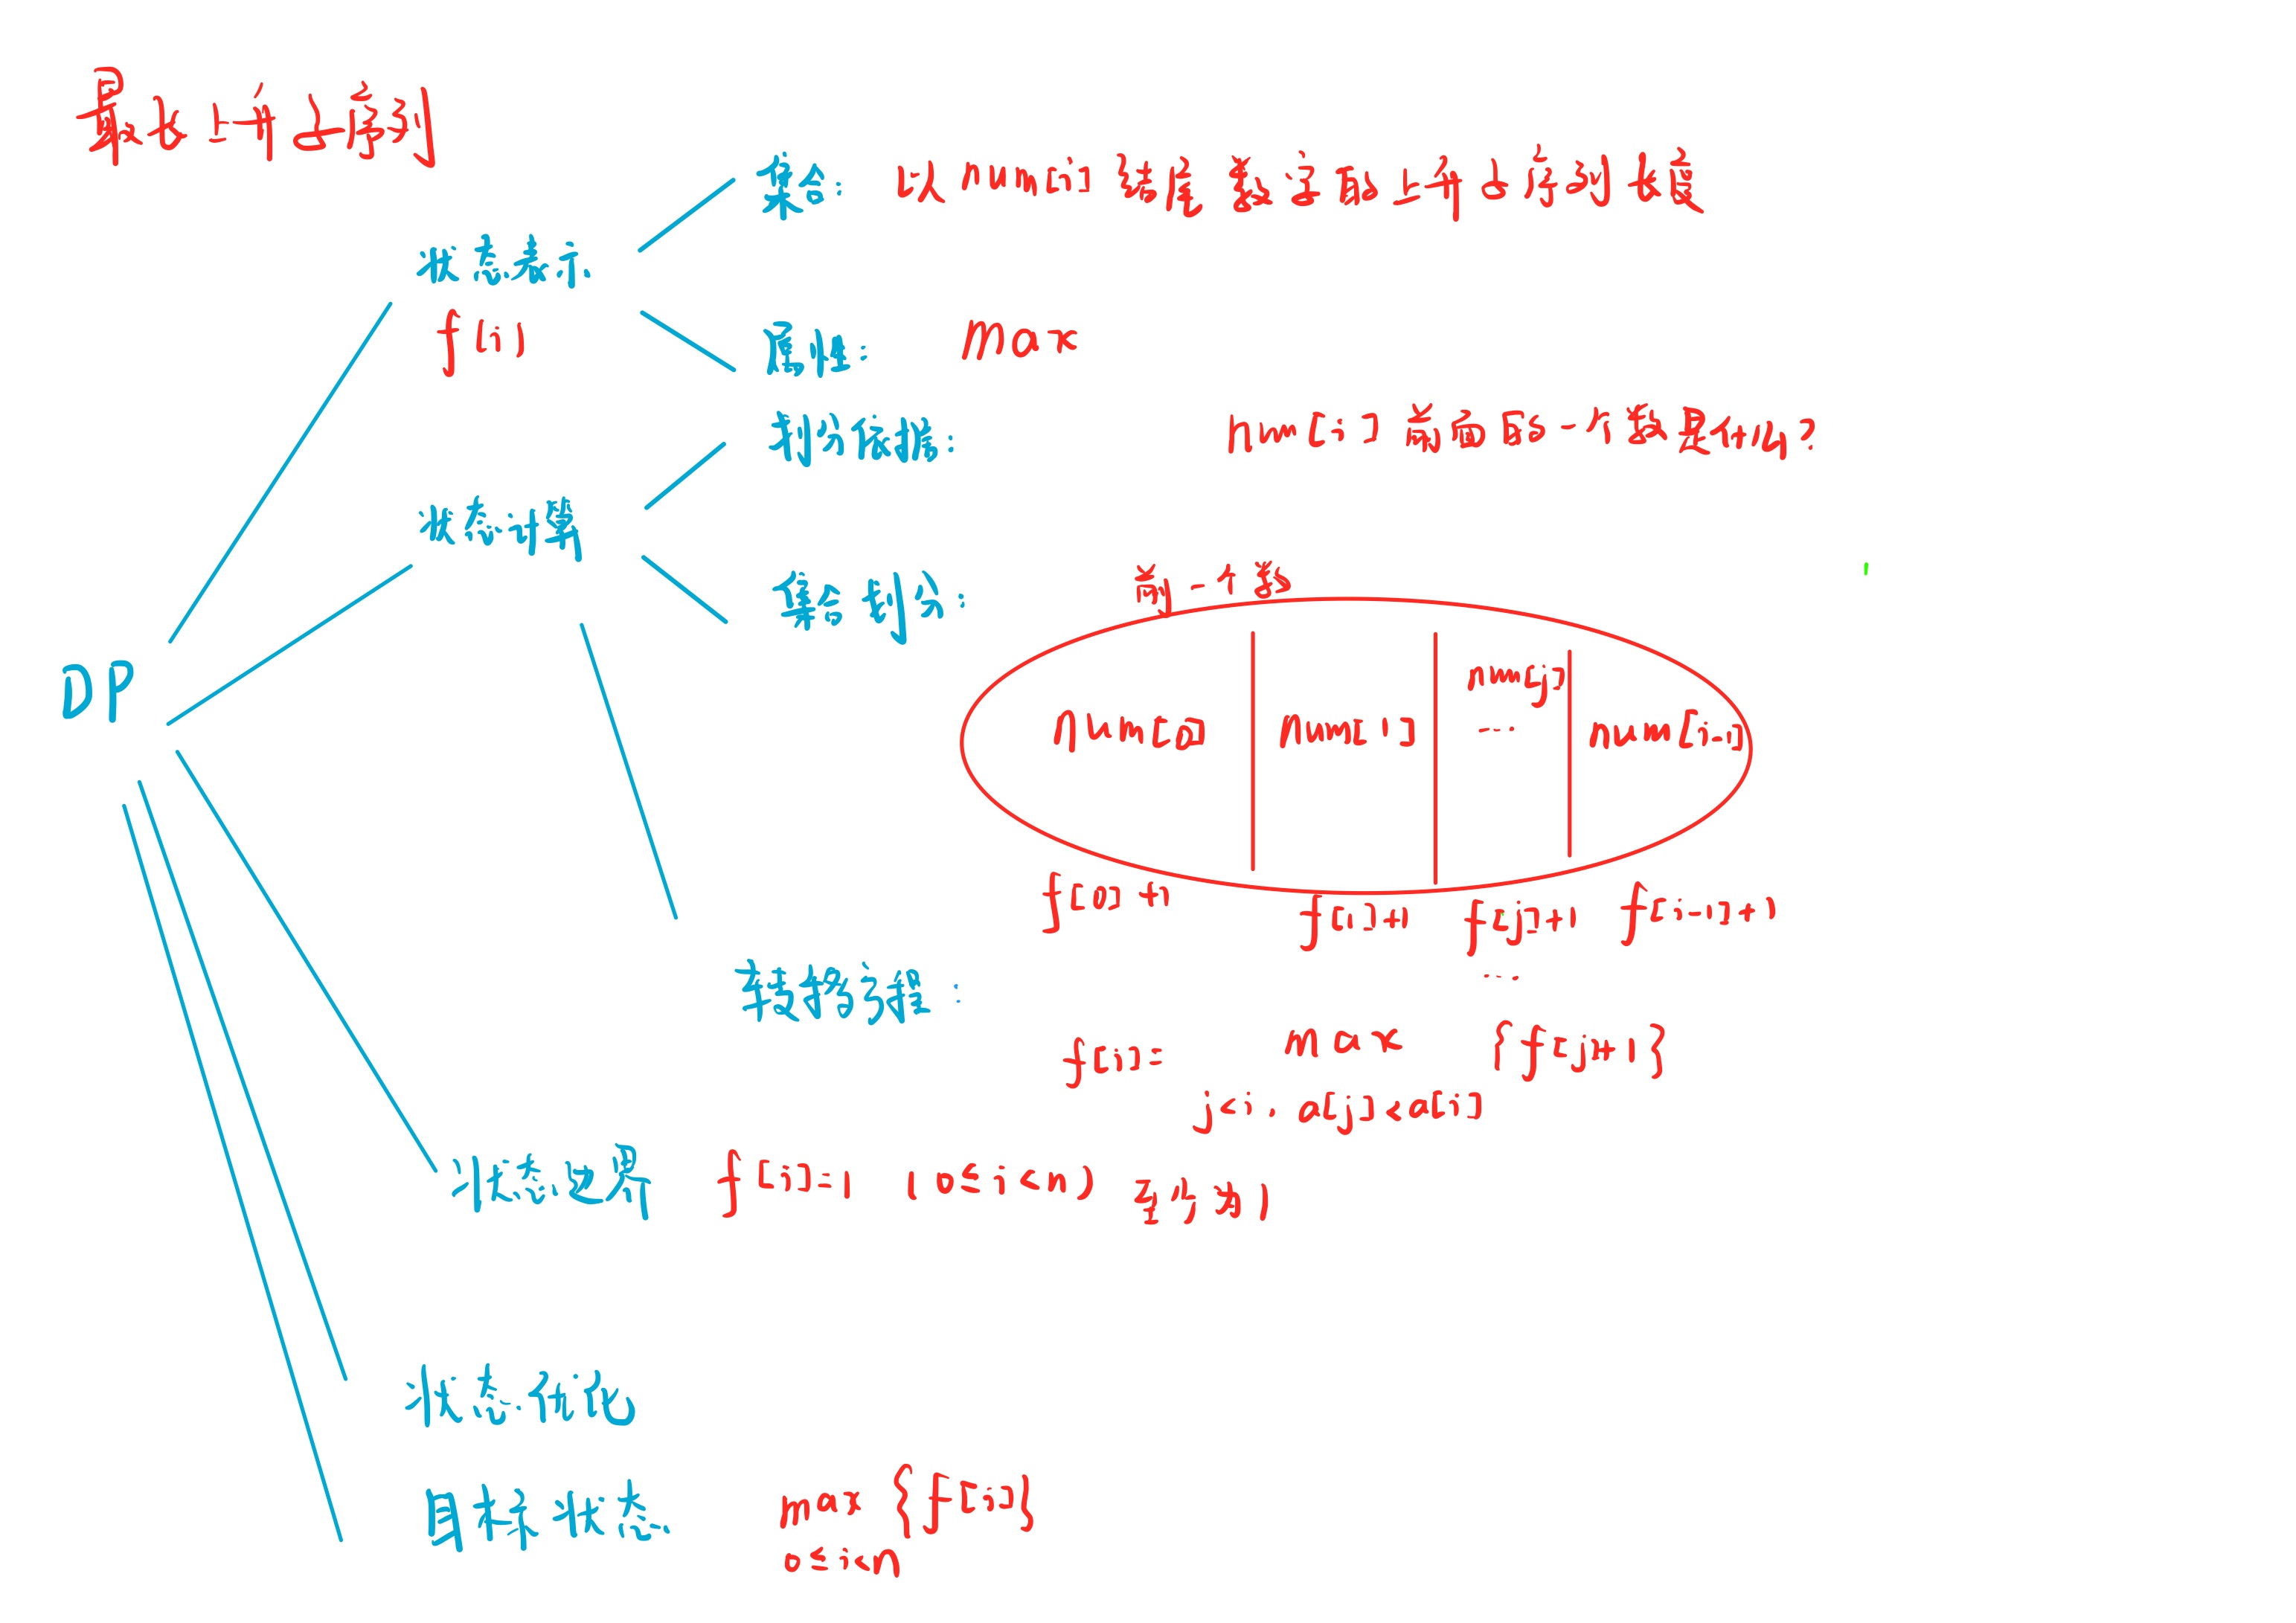 最长上升子序列
集合: 以num[i]结尾 数字的上升子序列长度
状态表示
f[i]
属性: Max
划分依据: num[i]前面的一个数是什么?
状态计算
集合划分: 前一个数
num[j]
num[0] num[1] ... num[i-1]
f[0]+1 f[1]+1 f[j]+1 f[i-1]+1
...
DP
转移方程:
f[i]= max {f[j]+1}
j<i, a[j]<a[i]
状态边界 f[i]=1 (0≤i<n) 至少为1
状态优化
目标状态 max{f[i]}
0≤i<n